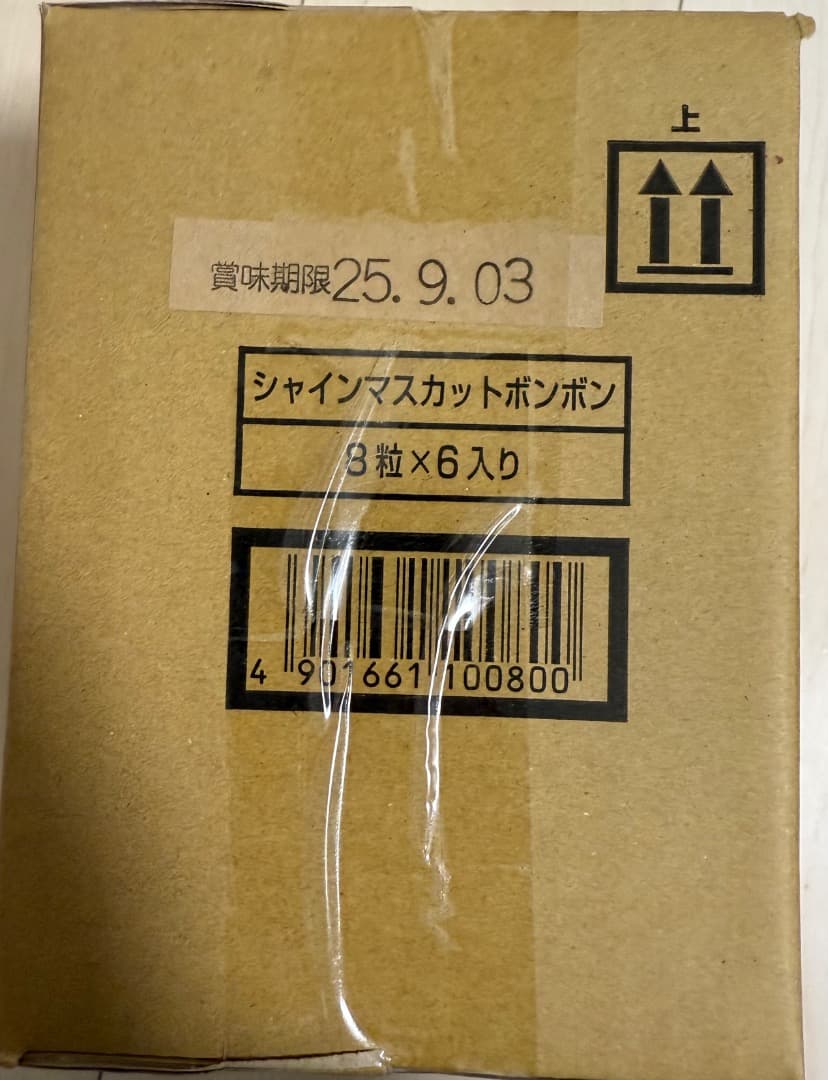 上
賞味期限25.9.03
シャインマスカットボンボン
8粒×6入り
4 901661 100800